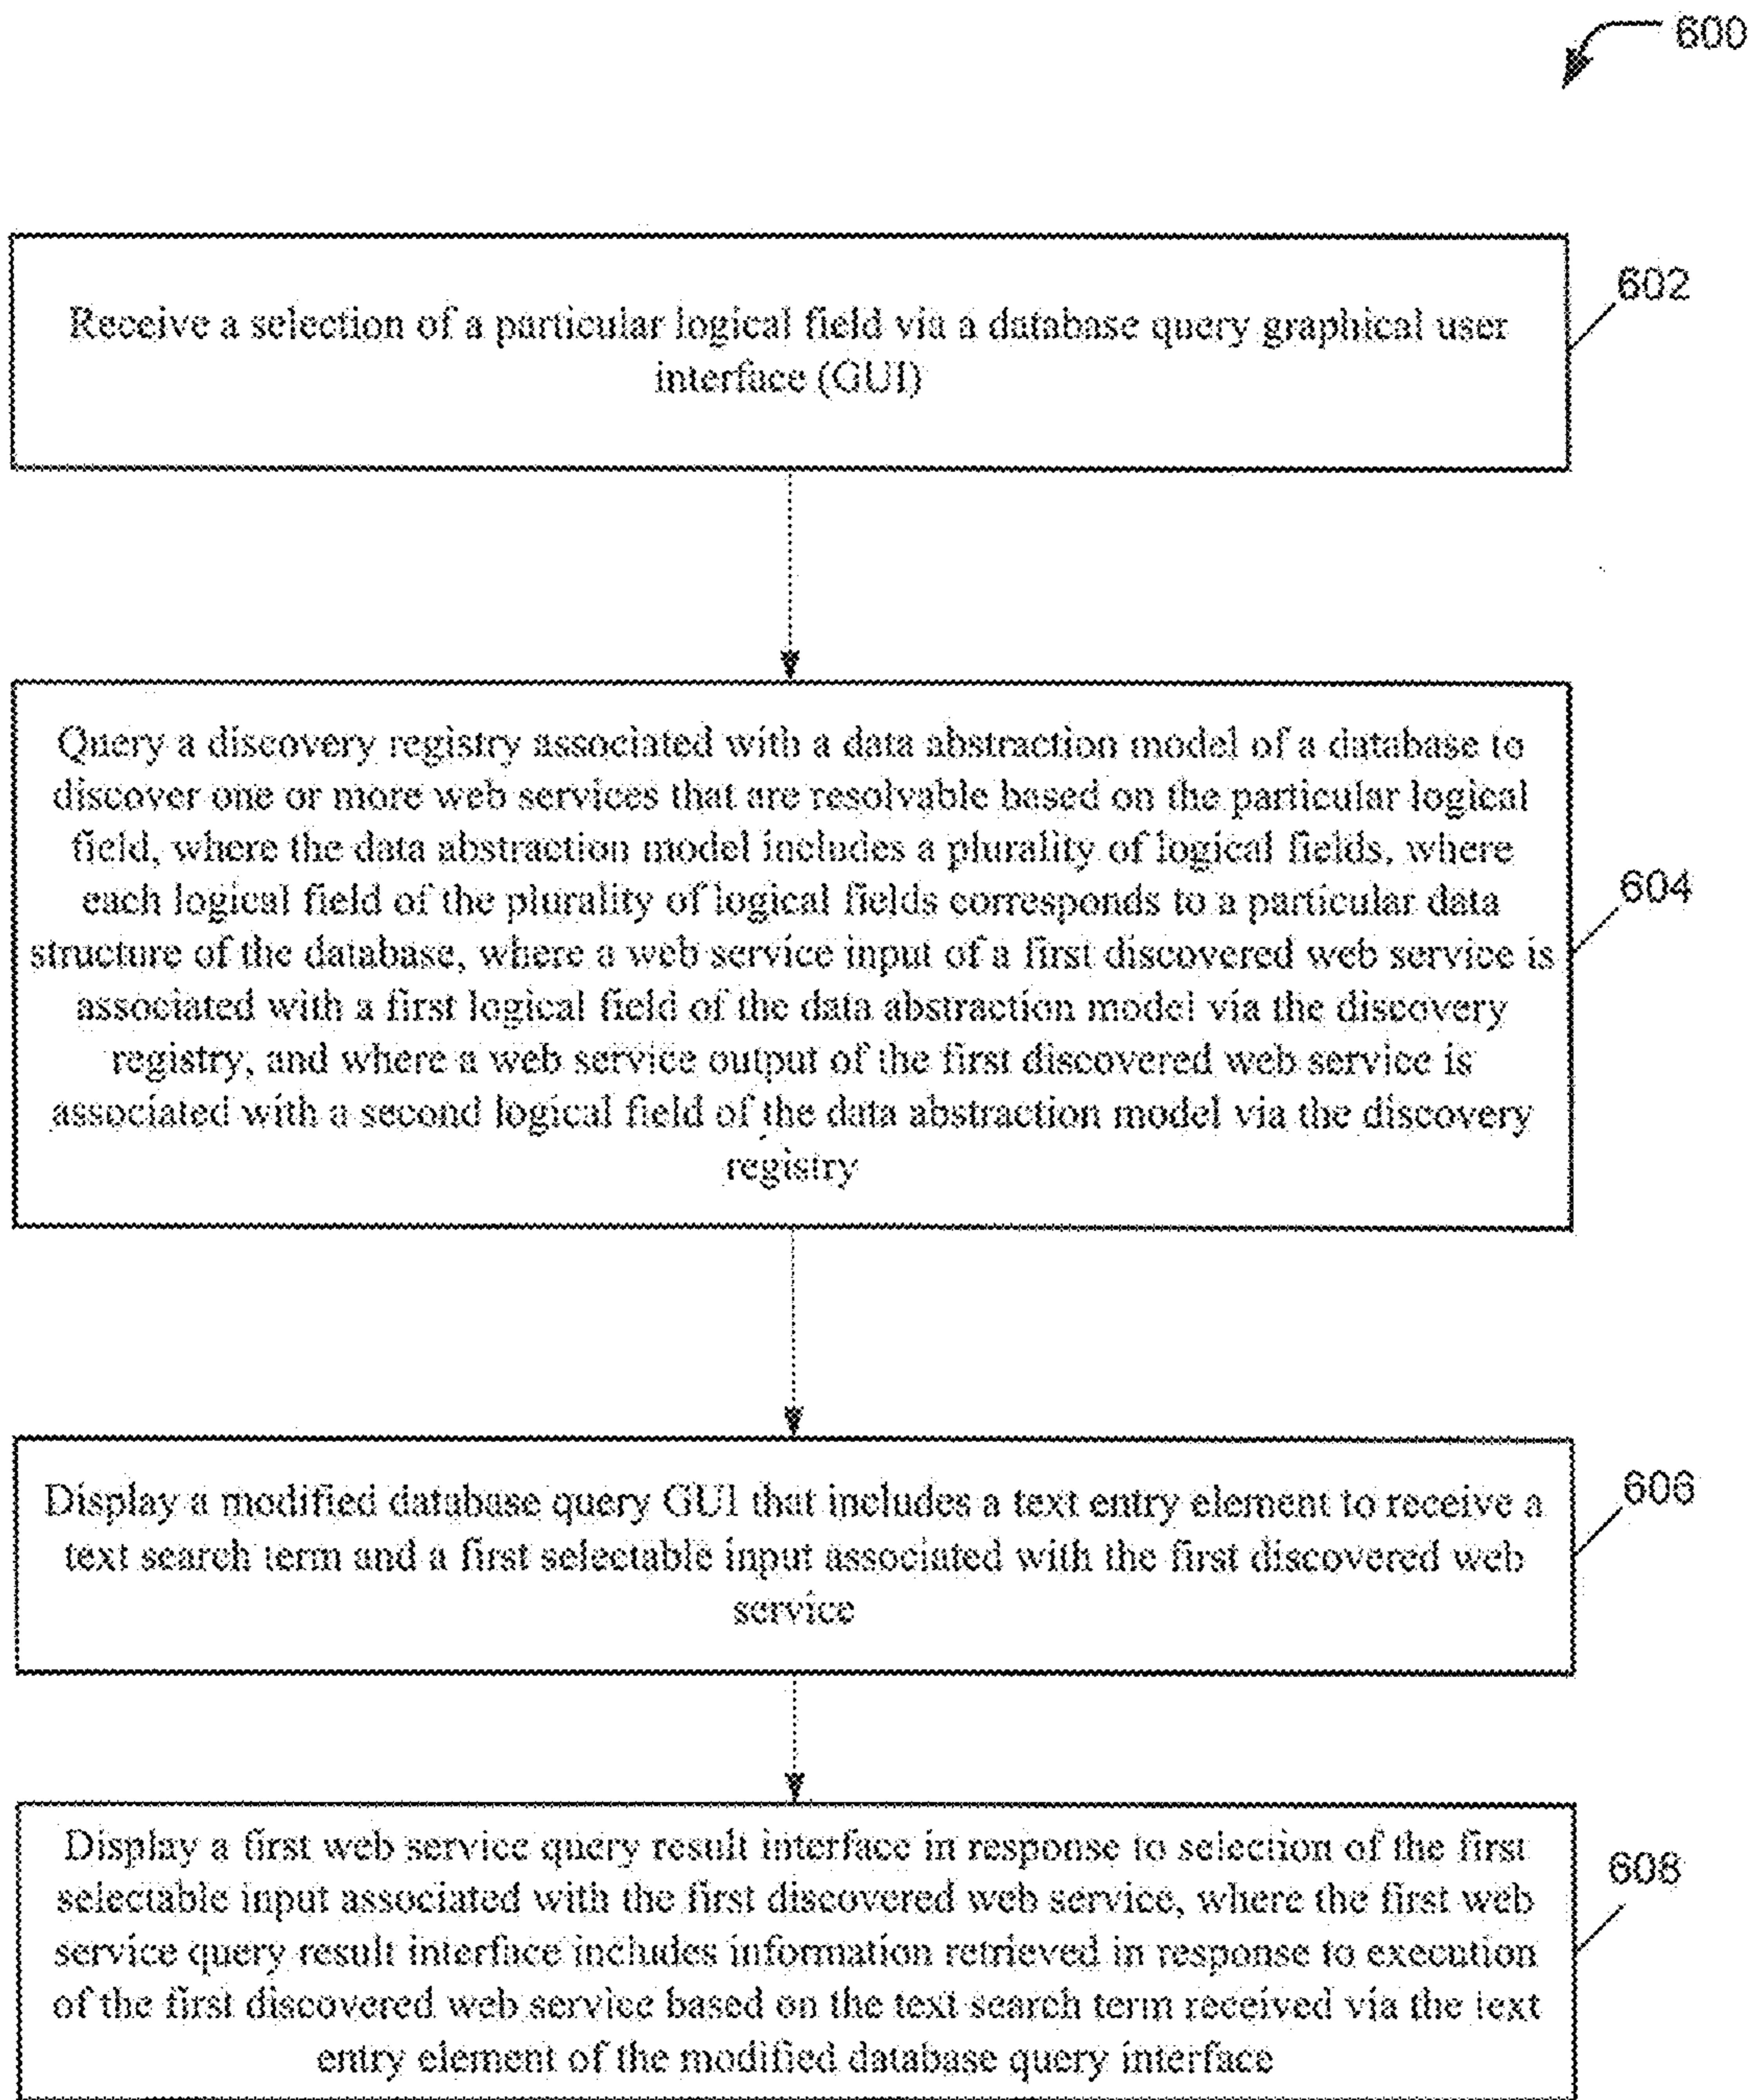 600
602
Receive a selection of a particular logical field via a database query graphical user
interface (GUI)
Query a discovery registry associated with a data abstraction model of a database to
discover one or more web services that are resolvable based on the particular logical
field, where the data abstraction model includes a plurality of logical fields, where
each logical field of the plurality of logical fields corresponds to a particular data
604
structure of the database, where a web service input of a first discovered web service is
associated with a first logical field of the data abstraction model via the discovery
registry, and where a web service output of the first discovered web service is
associated with a second logical field of the data abstraction model via the discovery
registry
606
Display a modified database query GUI that includes a text entry element to receive a
text search term and a first selectable input associated with the first discovered web
service
Display a first web service query result interface in response to selection of the first
608
selectable input associated with the first discovered web service, where the first web
service query result interface includes information retrieved in response to execution
of the first discovered web service based on the text search term received via the text
entry element of the modified database query interface